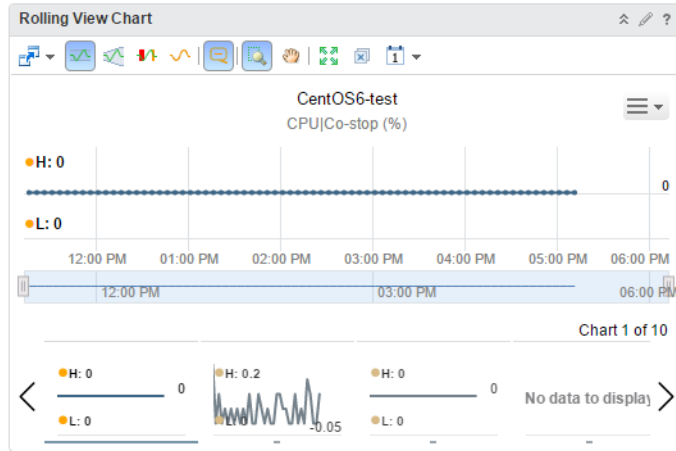 Rolling View Chart ?
1
CentOS6-test
CPU|Co-stop (%)
H: 0
0
L: 0
12:00 PM 01:00 PM 02:00 PM 03:00 PM 04:00 PM 05:00 PM 06:00 PM
12:00 PM 03:00 PM 06:00 PM
Chart 1 of 10
H: 0 H: 0.2 H: 0
0 0
No data to display
L: 0 L: 0 -0.05 L: 0
- - -